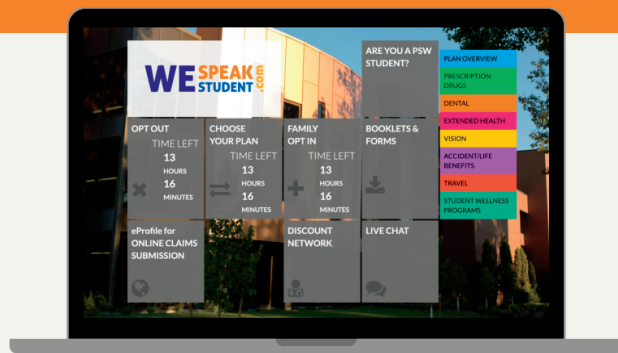 WE SPEAK
STUDENT .com
ARE YOU A PSW
STUDENT?
OPT OUT
TIME LEFT
13
HOURS
16
MINUTES
CHOOSE
YOUR PLAN
TIME LEFT
13
HOURS
16
MINUTES
FAMILY
OPT IN
TIME LEFT
13
HOURS
16
MINUTES
BOOKLETS &
FORMS
eProfile for
ONLINE CLAIMS
SUBMISSION
DISCOUNT
NETWORK
LIVE CHAT
PLAN OVERVIEW
PRESCRIPTION
DRUGS
DENTAL
EXTENDED HEALTH
VISION
ACCIDENT/LIFE
BENEFITS
TRAVEL
STUDENT WELLNESS
PROGRAMS